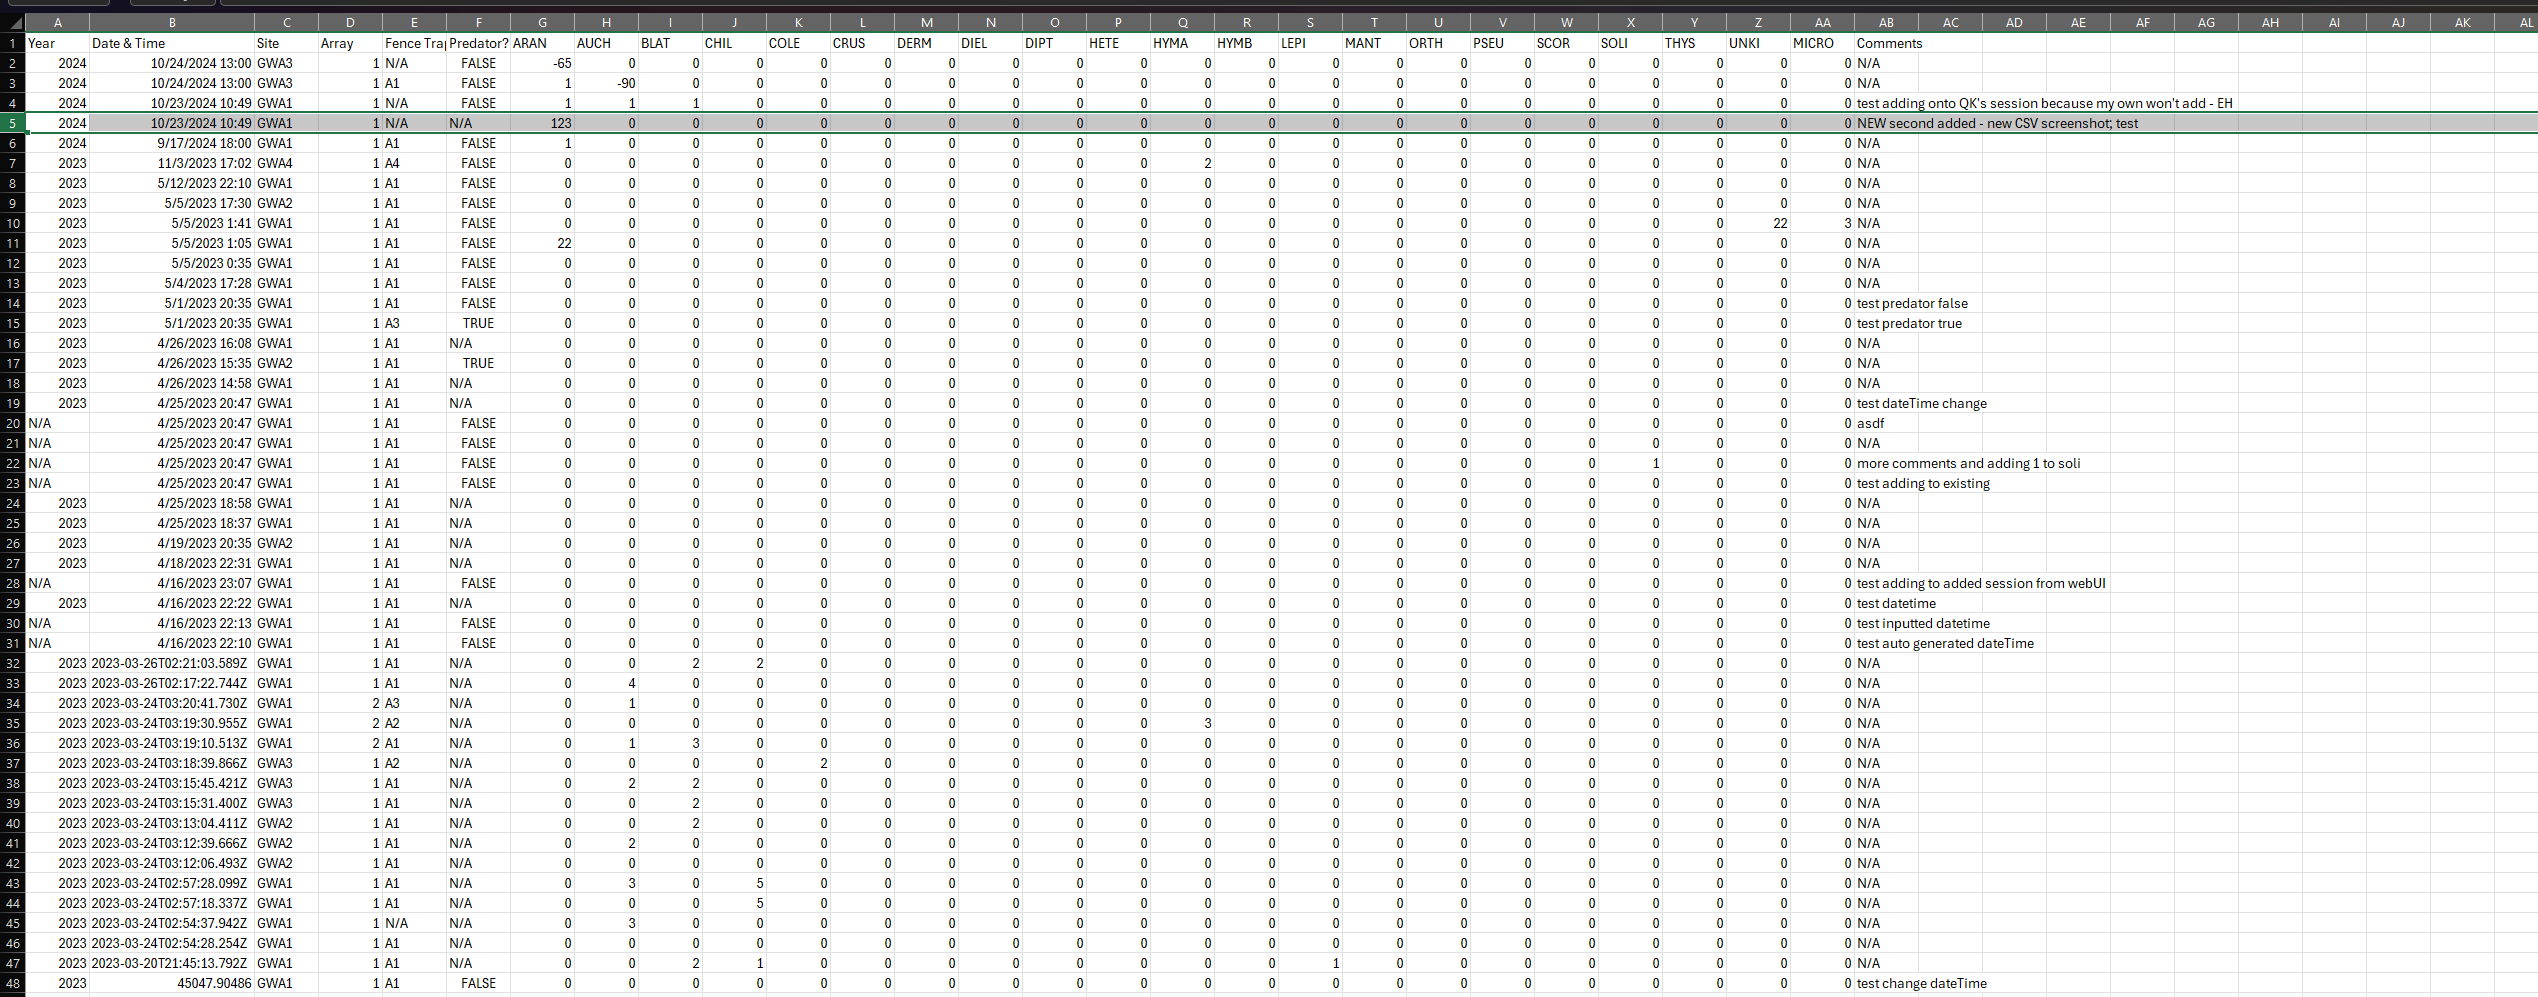 A B C D E F G H I J K L M N O P Q R S T U V W X Y Z AA AB AC AD AE AF AG AH AI AJ AK AL
1 Year Date & Time Site Array Fence Tra Predator? ARAN AUCH BLAT CHIL COLE CRUS DERM DIEL DIPT HETE HYMA HYMB LEPI MANT ORTH PSEU SCOR SOLI THYS UNKI MICRO Comments
2 2024 10/24/2024 13:00 GWA3 1 N/A FALSE -65 0 0 0 0 0 0 0 0 0 0 0 0 0 0 0 0 0 0 0 0 N/A
3 2024 10/24/2024 13:00 GWA3 1 A1 FALSE 1 -90 0 0 0 0 0 0 0 0 0 0 0 0 0 0 0 0 0 0 0 N/A
4 2024 10/23/2024 10:49 GWA1 1 N/A FALSE 1 1 1 0 0 0 0 0 0 0 0 0 0 0 0 0 0 0 0 0 0 test adding onto QK's session because my own won't add - EH
5 2024 10/23/2024 10:49 GWA1 1 N/A N/A 123 0 0 0 0 0 0 0 0 0 0 0 0 0 0 0 0 0 0 0 0 NEW second added - new CSV screenshot; test
6 2024 9/17/2024 18:00 GWA1 1 A1 FALSE 1 0 0 0 0 0 0 0 0 0 0 0 0 0 0 0 0 0 0 0 0 N/A
7 2023 11/3/2023 17:02 GWA4 1 A4 FALSE 0 0 0 0 0 0 0 0 0 0 2 0 0 0 0 0 0 0 0 0 0 N/A
8 2023 5/12/2023 22:10 GWA1 1 A1 FALSE 0 0 0 0 0 0 0 0 0 0 0 0 0 0 0 0 0 0 0 0 0 N/A
9 2023 5/5/2023 17:30 GWA2 1 A1 FALSE 0 0 0 0 0 0 0 0 0 0 0 0 0 0 0 0 0 0 0 0 0 N/A
10 2023 5/5/2023 1:41 GWA1 1 A1 FALSE 0 0 0 0 0 0 0 0 0 0 0 0 0 0 0 0 0 0 0 22 3 N/A
11 2023 5/5/2023 1:05 GWA1 1 A1 FALSE 22 0 0 0 0 0 0 0 0 0 0 0 0 0 0 0 0 0 0 0 0 N/A
12 2023 5/5/2023 0:35 GWA1 1 A1 FALSE 0 0 0 0 0 0 0 0 0 0 0 0 0 0 0 0 0 0 0 0 0 N/A
13 2023 5/4/2023 17:28 GWA1 1 A1 FALSE 0 0 0 0 0 0 0 0 0 0 0 0 0 0 0 0 0 0 0 0 0 N/A
14 2023 5/1/2023 20:35 GWA1 1 A1 FALSE 0 0 0 0 0 0 0 0 0 0 0 0 0 0 0 0 0 0 0 0 0 test predator false
15 2023 5/1/2023 20:35 GWA1 1 A3 TRUE 0 0 0 0 0 0 0 0 0 0 0 0 0 0 0 0 0 0 0 0 0 test predator true
16 2023 4/26/2023 16:08 GWA1 1 A1 N/A 0 0 0 0 0 0 0 0 0 0 0 0 0 0 0 0 0 0 0 0 0 N/A
17 2023 4/26/2023 15:35 GWA2 1 A1 TRUE 0 0 0 0 0 0 0 0 0 0 0 0 0 0 0 0 0 0 0 0 0 N/A
18 2023 4/26/2023 14:58 GWA1 1 A1 N/A 0 0 0 0 0 0 0 0 0 0 0 0 0 0 0 0 0 0 0 0 0 N/A
19 2023 4/25/2023 20:47 GWA1 1 A1 N/A 0 0 0 0 0 0 0 0 0 0 0 0 0 0 0 0 0 0 0 0 0 test dateTime change
20 N/A 4/25/2023 20:47 GWA1 1 A1 FALSE 0 0 0 0 0 0 0 0 0 0 0 0 0 0 0 0 0 0 0 0 0 asdf
21 N/A 4/25/2023 20:47 GWA1 1 A1 FALSE 0 0 0 0 0 0 0 0 0 0 0 0 0 0 0 0 0 0 0 0 0 N/A
22 N/A 4/25/2023 20:47 GWA1 1 A1 FALSE 0 0 0 0 0 0 0 0 0 0 0 0 0 0 0 0 0 1 0 0 0 more comments and adding 1 to soli
23 N/A 4/25/2023 20:47 GWA1 1 A1 FALSE 0 0 0 0 0 0 0 0 0 0 0 0 0 0 0 0 0 0 0 0 0 test adding to existing
24 2023 4/25/2023 18:58 GWA1 1 A1 N/A 0 0 0 0 0 0 0 0 0 0 0 0 0 0 0 0 0 0 0 0 0 N/A
25 2023 4/25/2023 18:37 GWA1 1 A1 N/A 0 0 0 0 0 0 0 0 0 0 0 0 0 0 0 0 0 0 0 0 0 N/A
26 2023 4/19/2023 20:35 GWA2 1 A1 N/A 0 0 0 0 0 0 0 0 0 0 0 0 0 0 0 0 0 0 0 0 0 N/A
27 2023 4/18/2023 22:31 GWA1 1 A1 N/A 0 0 0 0 0 0 0 0 0 0 0 0 0 0 0 0 0 0 0 0 0 N/A
28 N/A 4/16/2023 23:07 GWA1 1 A1 FALSE 0 0 0 0 0 0 0 0 0 0 0 0 0 0 0 0 0 0 0 0 0 test adding to added session from webUI
29 2023 4/16/2023 22:22 GWA1 1 A1 N/A 0 0 0 0 0 0 0 0 0 0 0 0 0 0 0 0 0 0 0 0 0 test datetime
30 N/A 4/16/2023 22:13 GWA1 1 A1 FALSE 0 0 0 0 0 0 0 0 0 0 0 0 0 0 0 0 0 0 0 0 0 test inputted datetime
31 N/A 4/16/2023 22:10 GWA1 1 A1 FALSE 0 0 0 0 0 0 0 0 0 0 0 0 0 0 0 0 0 0 0 0 0 test auto generated dateTime
32 2023 2023-03-26T02:21:03.589Z GWA1 1 A1 N/A 0 0 2 2 0 0 0 0 0 0 0 0 0 0 0 0 0 0 0 0 0 N/A
33 2023 2023-03-26T02:17:22.744Z GWA1 1 A1 N/A 0 4 0 0 0 0 0 0 0 0 0 0 0 0 0 0 0 0 0 0 0 N/A
34 2023 2023-03-24T03:20:41.730Z GWA1 2 A3 N/A 0 1 0 0 0 0 0 0 0 0 0 0 0 0 0 0 0 0 0 0 0 N/A
35 2023 2023-03-24T03:19:30.955Z GWA1 2 A2 N/A 0 0 0 0 0 0 0 0 0 0 3 0 0 0 0 0 0 0 0 0 0 N/A
36 2023 2023-03-24T03:19:10.513Z GWA1 2 A1 N/A 0 1 3 0 0 0 0 0 0 0 0 0 0 0 0 0 0 0 0 0 0 N/A
37 2023 2023-03-24T03:18:39.866Z GWA3 1 A2 N/A 0 0 0 0 2 0 0 0 0 0 0 0 0 0 0 0 0 0 0 0 0 N/A
38 2023 2023-03-24T03:15:45.421Z GWA3 1 A1 N/A 0 2 2 0 0 0 0 0 0 0 0 0 0 0 0 0 0 0 0 0 0 N/A
39 2023 2023-03-24T03:15:31.400Z GWA3 1 A1 N/A 0 0 2 0 0 0 0 0 0 0 0 0 0 0 0 0 0 0 0 0 0 N/A
40 2023 2023-03-24T03:13:04.411Z GWA2 1 A1 N/A 0 0 2 0 0 0 0 0 0 0 0 0 0 0 0 0 0 0 0 0 0 N/A
41 2023 2023-03-24T03:12:39.666Z GWA2 1 A1 N/A 0 2 0 0 0 0 0 0 0 0 0 0 0 0 0 0 0 0 0 0 0 N/A
42 2023 2023-03-24T03:12:06.493Z GWA2 1 A1 N/A 0 0 0 0 0 0 0 0 0 0 0 0 0 0 0 0 0 0 0 0 0 N/A
43 2023 2023-03-24T02:57:28.099Z GWA1 1 A1 N/A 0 3 0 5 0 0 0 0 0 0 0 0 0 0 0 0 0 0 0 0 0 N/A
44 2023 2023-03-24T02:57:18.337Z GWA1 1 A1 N/A 0 0 0 5 0 0 0 0 0 0 0 0 0 0 0 0 0 0 0 0 0 N/A
45 2023 2023-03-24T02:54:37.942Z GWA1 1 N/A N/A 0 3 0 0 0 0 0 0 0 0 0 0 0 0 0 0 0 0 0 0 0 N/A
46 2023 2023-03-24T02:54:28.254Z GWA1 1 A1 N/A 0 0 0 0 0 0 0 0 0 0 0 0 0 0 0 0 0 0 0 0 0 N/A
47 2023 2023-03-20T21:45:13.792Z GWA1 1 A1 N/A 0 0 2 1 0 0 0 0 0 0 0 0 1 0 0 0 0 0 0 0 0 N/A
48 2023 45047.90486 GWA1 1 A1 FALSE 0 0 0 0 0 0 0 0 0 0 0 0 0 0 0 0 0 0 0 0 0 test change dateTime